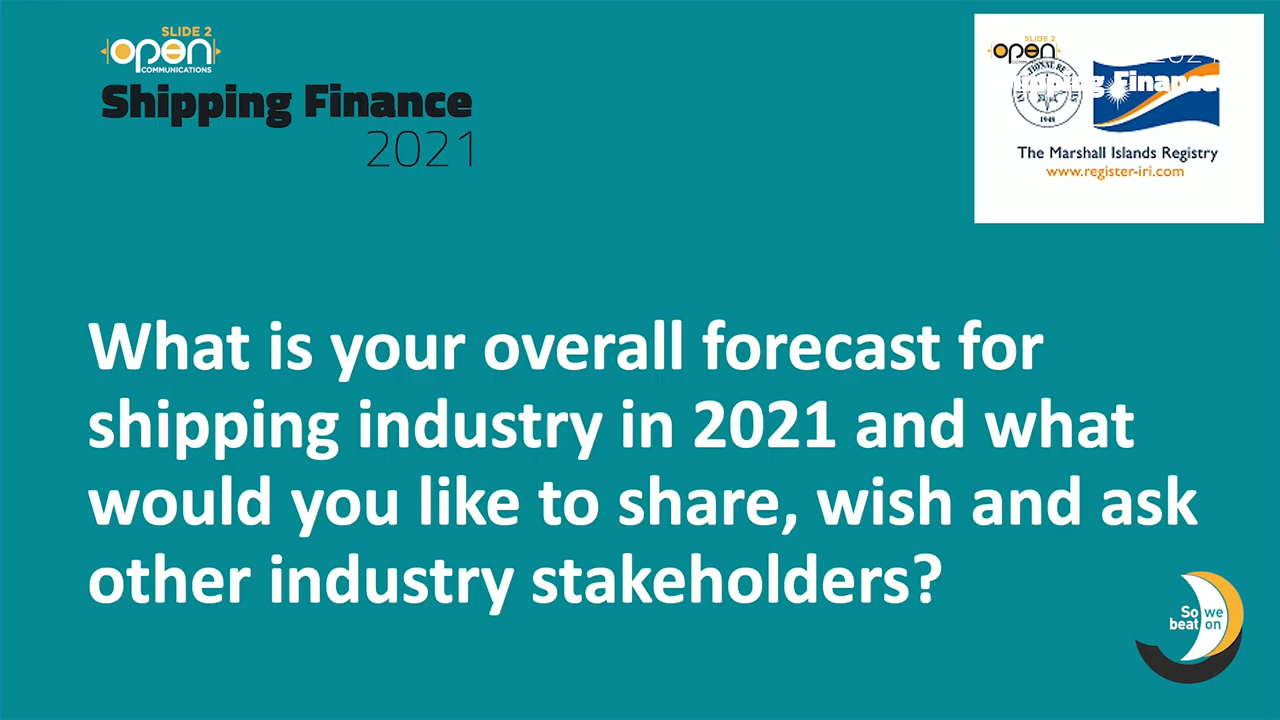 SLIDE 2
open
COMMUNICATIONS
Shipping Finance
2021
SLIDE 2
open
Finance
1948
The Marshall Islands Registry
www.register-iri.com
What is your overall forecast for
shipping industry in 2021 and what
would you like to share, wish and ask
other industry stakeholders?
So we
beat on